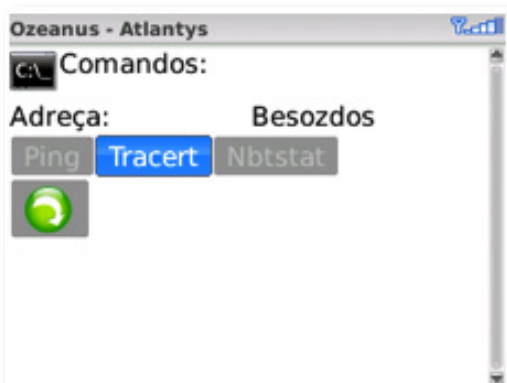 Ozeanus - Atlantys
C:\_ Comandos:
Adreça: Besozdos
Ping Tracert Nbtstat